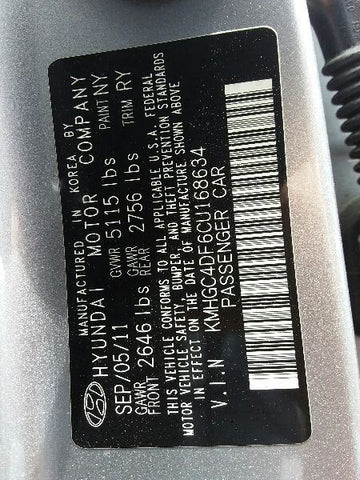 MANUFACTURED IN KOREA BY
HYUNDAI MOTOR COMPANY
SEP/05/11 GVWR 5115 lbs PAINT NY
GAWR FRONT 2646 lbs GAWR REAR 2756 lbs TRIM RY
THIS VEHICLE CONFORMS TO ALL APPLICABLE U.S.A. FEDERAL
MOTOR VEHICLE SAFETY, BUMPER, AND THEFT PREVENTION STANDARDS
IN EFFECT ON THE DATE OF MANUFACTURE SHOWN ABOVE.
V.I.N KMHGC4DF6CU168634
PASSENGER CAR